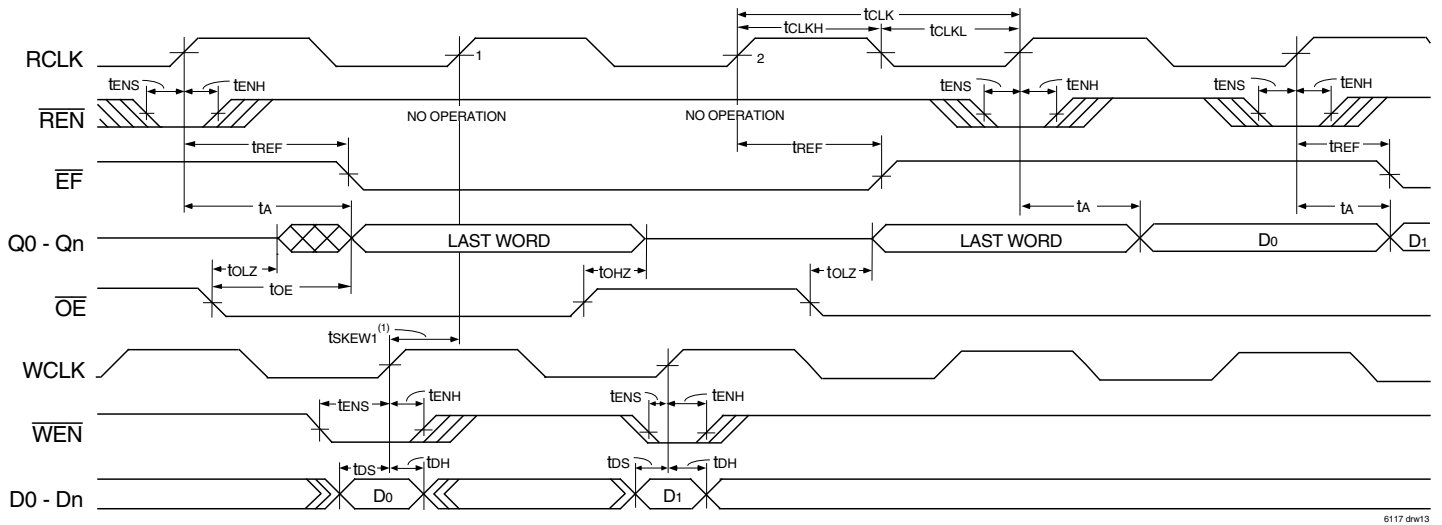 tCLK
tCLKH tCLKL
RCLK 1 2
tENS tENH tENS tENH tENS tENH
REN NO OPERATION NO OPERATION
tREF tREF tREF
EF
tA tA tA
Q0 - Qn LAST WORD LAST WORD D0 D1
tOLZ tOHZ tOLZ
tOE
OE
tSKEW1(1)
WCLK
tENS tENH tENS tENH
WEN
tDS tDH tDS tDH
D0 - Dn D0 D1
6117 drw13